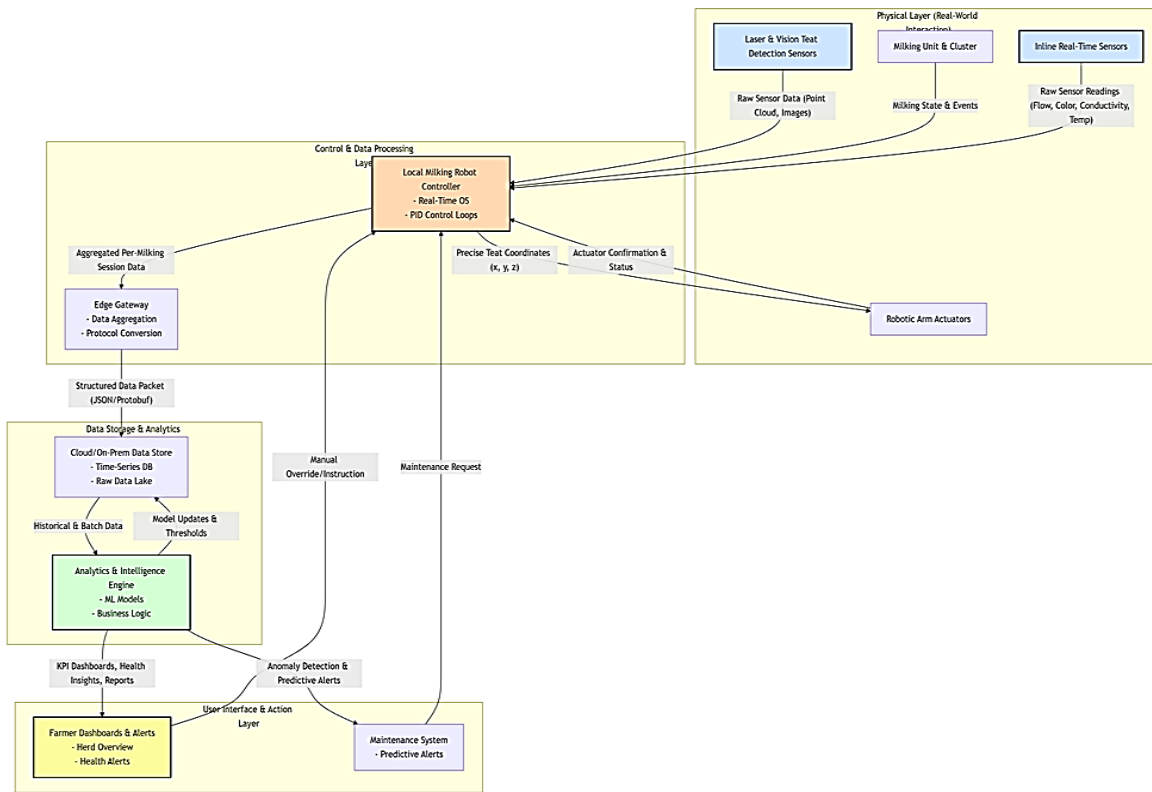 Physical Layer (Real-World
Interaction)
Laser & Vision Teat
Detection Sensors
Milking Unit & Cluster
Inline Real-Time Sensors
Raw Sensor Data (Point
Cloud, Images)
Milking State & Events
Raw Sensor Readings
(Flow, Color, Conductivity,
Temp)
Control & Data Processing
Layer
Local Milking Robot
Controller
- Real-Time OS
- PID Control Loops
Aggregated Per-Milking
Session Data
Precise Teat Coordinates
(x, y, z)
Actuator Confirmation &
Status
Edge Gateway
- Data Aggregation
- Protocol Conversion
Robotic Arm Actuators
Structured Data Packet
(JSON/Protobuf)
Data Storage & Analytics
Cloud/On-Prem Data Store
- Time-Series DB
- Raw Data Lake
Manual
Override/Instruction
Maintenance Request
Historical & Batch Data
Model Updates &
Thresholds
Analytics & Intelligence
Engine
- ML Models
- Business Logic
KPI Dashboards, Health
Insights, Reports
Anomaly Detection &
Predictive Alerts
User Interface & Action
Layer
Farmer Dashboards & Alerts
- Herd Overview
- Health Alerts
Maintenance System
- Predictive Alerts